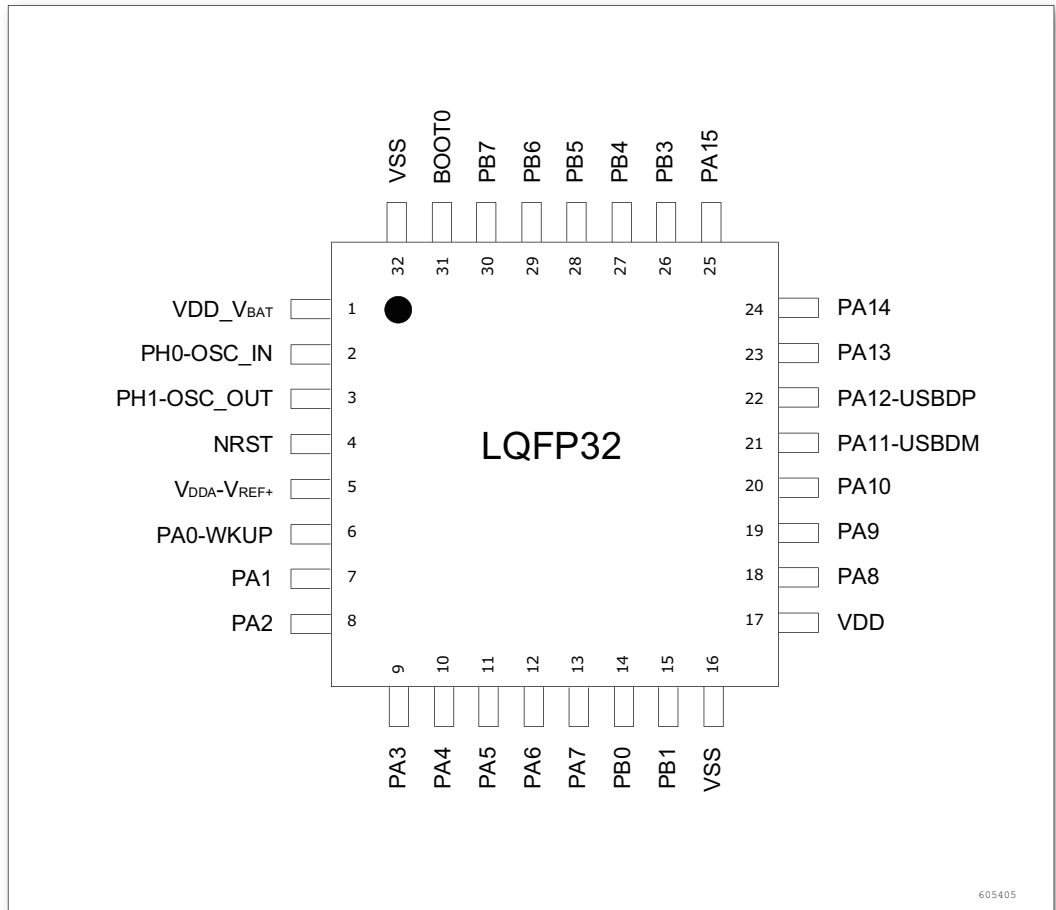 VSS
BOOT0
PB7
PB6
PB5
PB4
PB3
PA15
32
31
30
29
28
27
26
25
VDD_VBAT 1
PH0-OSC_IN 2
PH1-OSC_OUT 3
NRST 4
VDDA-VREF+ 5
PA0-WKUP 6
PA1 7
PA2 8
LQFP32
24 PA14
23 PA13
22 PA12-USBDP
21 PA11-USBDM
20 PA10
19 PA9
18 PA8
17 VDD
9
10
11
12
13
14
15
16
PA3
PA4
PA5
PA6
PA7
PB0
PB1
VSS
605405